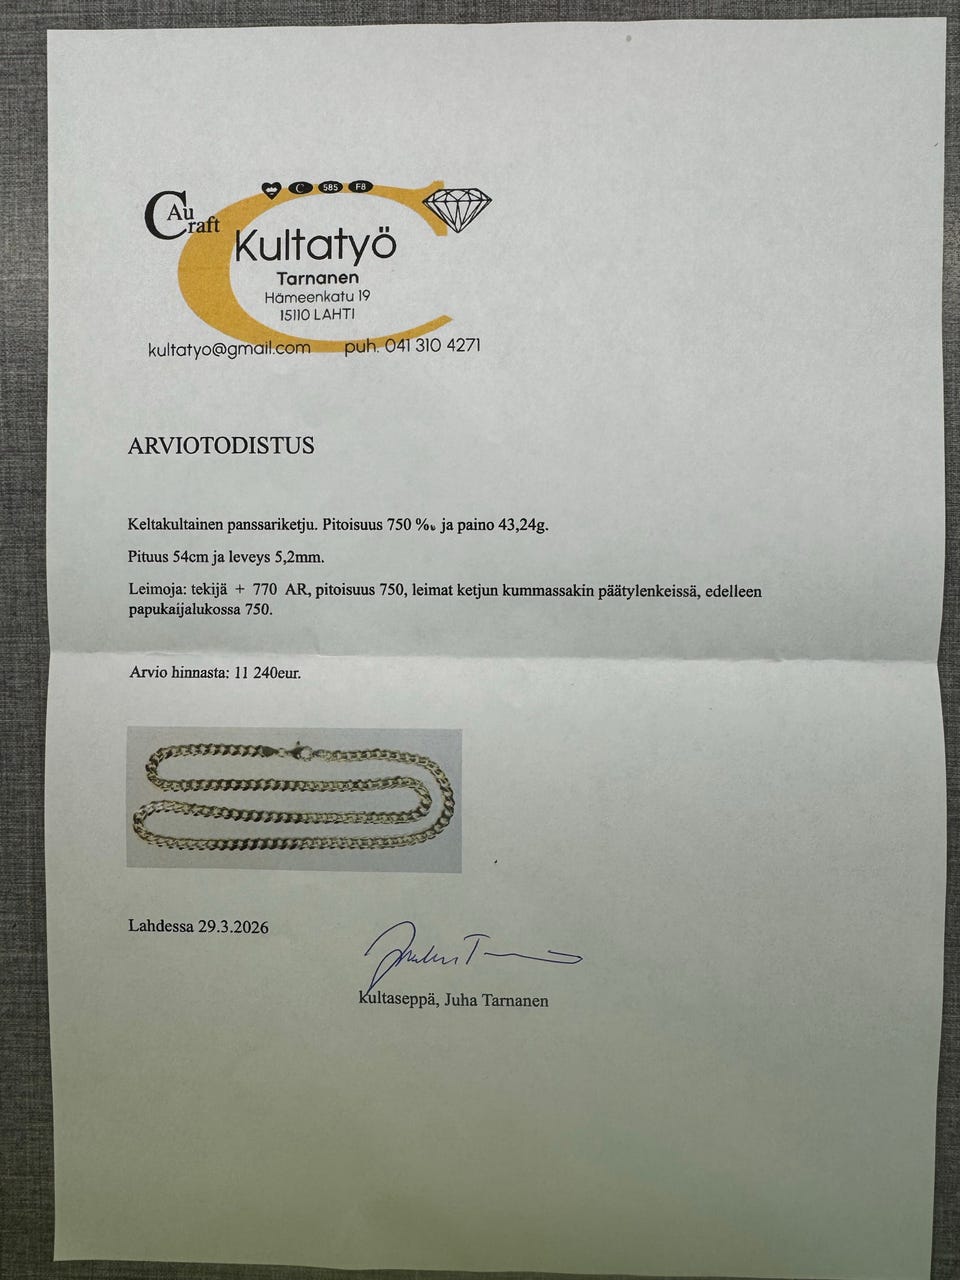 C 585 F8
CAu
raft
Kultatyö
Tarnanen
Hämeenkatu 19
15110 LAHTI
kultatyo@gmail.com puh. 041 310 4271
ARVIOTODISTUS
Keltakultainen panssariketju. Pitoisuus 750 ‰ ja paino 43,24g.
Pituus 54cm ja leveys 5,2mm.
Leimoja: tekijä + 770 AR, pitoisuus 750, leimat ketjun kummassakin päätylenkeissä, edelleen
papukaijalukossa 750.
Arvio hinnasta: 11 240eur.
Lahdessa 29.3.2026
kultaseppä, Juha Tarnanen